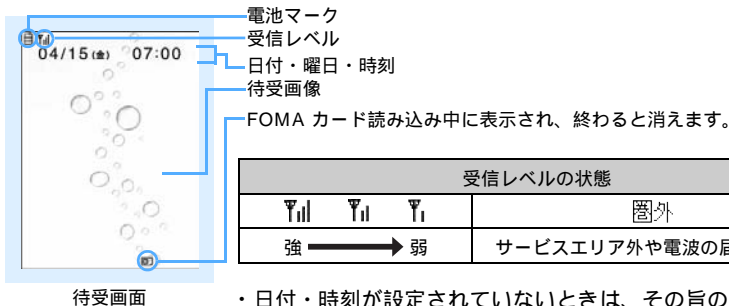 電池マーク
受信レベル
04/15(金) 07:00
日付・曜日・時刻
待受画像
FOMA カード読み込み中に表示され、終わると消えます。
受信レベルの状態
圏外
強 弱
サービスエリア外や電波の届
待受画面
・日付・時刻が設定されていないときは、その旨の